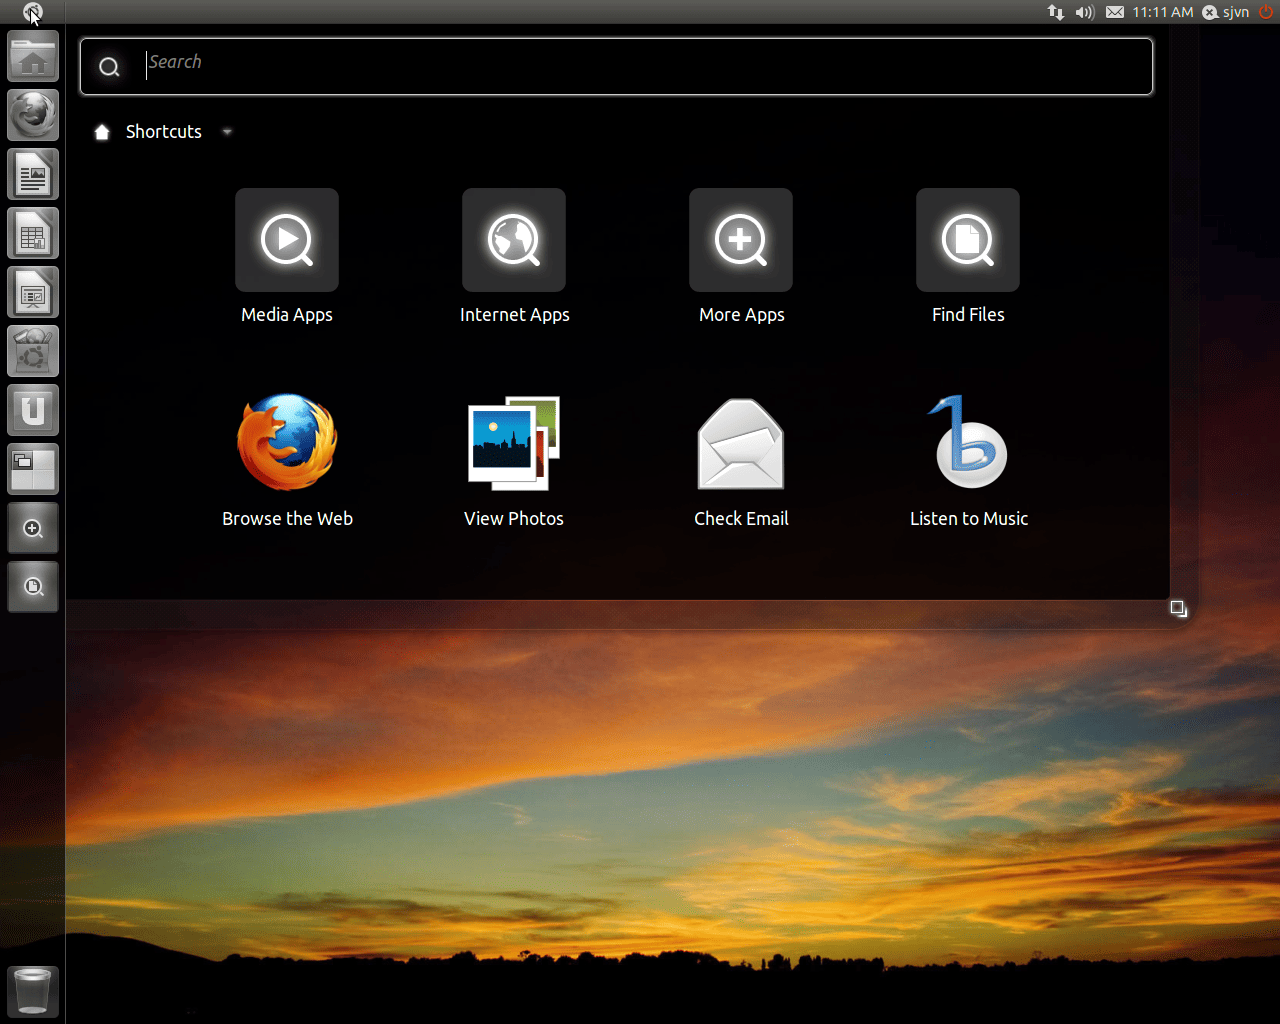 11:11 AM sjvn
Search
Shortcuts
Media Apps Internet Apps More Apps Find Files
Browse the Web View Photos Check Email Listen to Music